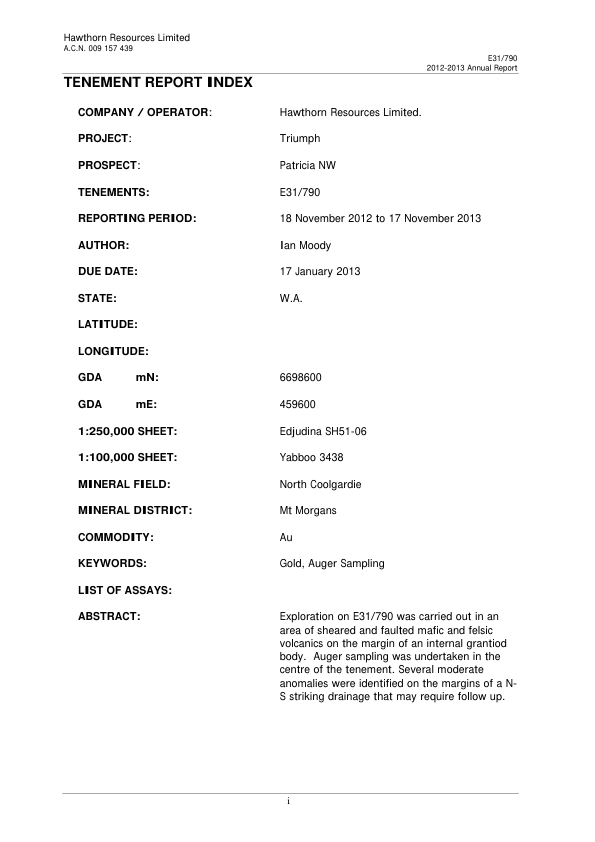 Hawthorn Resources Limited
A.C.N. 009 157 439
E31/790
2012-2013 Annual Report
TENEMENT REPORT INDEX
COMPANY / OPERATOR: Hawthorn Resources Limited.
PROJECT: Triumph
PROSPECT: Patricia NW
TENEMENTS: E31/790
REPORTING PERIOD: 18 November 2012 to 17 November 2013
AUTHOR: Ian Moody
DUE DATE: 17 January 2013
STATE: W.A.
LATITUDE:
LONGITUDE:
GDA mN: 6698600
GDA mE: 459600
1:250,000 SHEET: Edjudina SH51-06
1:100,000 SHEET: Yabboo 3438
MINERAL FIELD: North Coolgardie
MINERAL DISTRICT: Mt Morgans
COMMODITY: Au
KEYWORDS: Gold, Auger Sampling
LIST OF ASSAYS:
ABSTRACT: Exploration on E31/790 was carried out in an
area of sheared and faulted mafic and felsic
volcanics on the margin of an internal grantiod
body. Auger sampling was undertaken in the
centre of the tenement. Several moderate
anomalies were identified on the margins of a N-
S striking drainage that may require follow up.
i